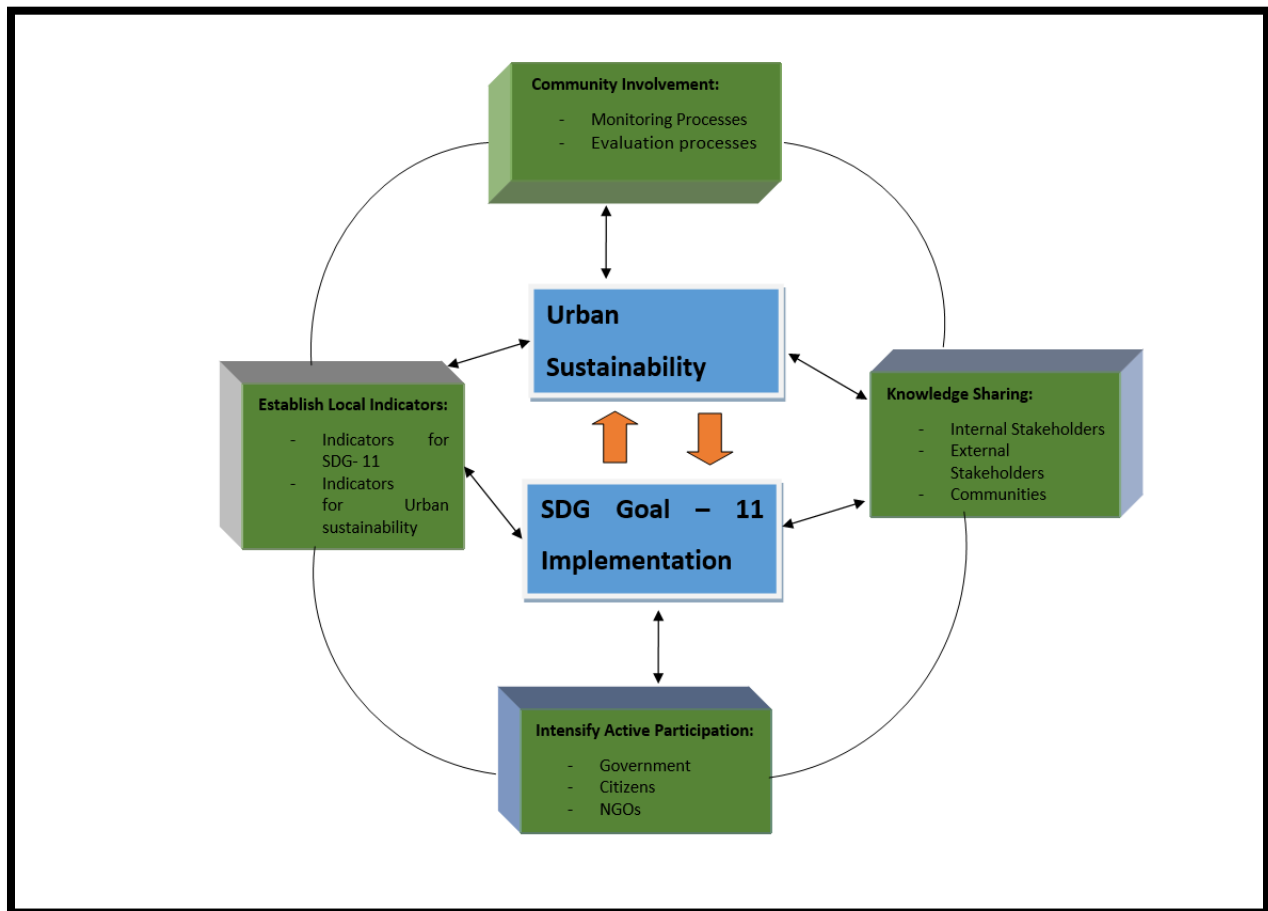 Community Involvement:
- Monitoring Processes
- Evaluation processes
Urban
Sustainability
Establish Local Indicators:
- Indicators for
SDG- 11
- Indicators
for Urban
sustainability
Knowledge Sharing:
- Internal Stakeholders
- External
Stakeholders
- Communities
SDG Goal – 11
Implementation
Intensify Active Participation:
- Government
- Citizens
- NGOs